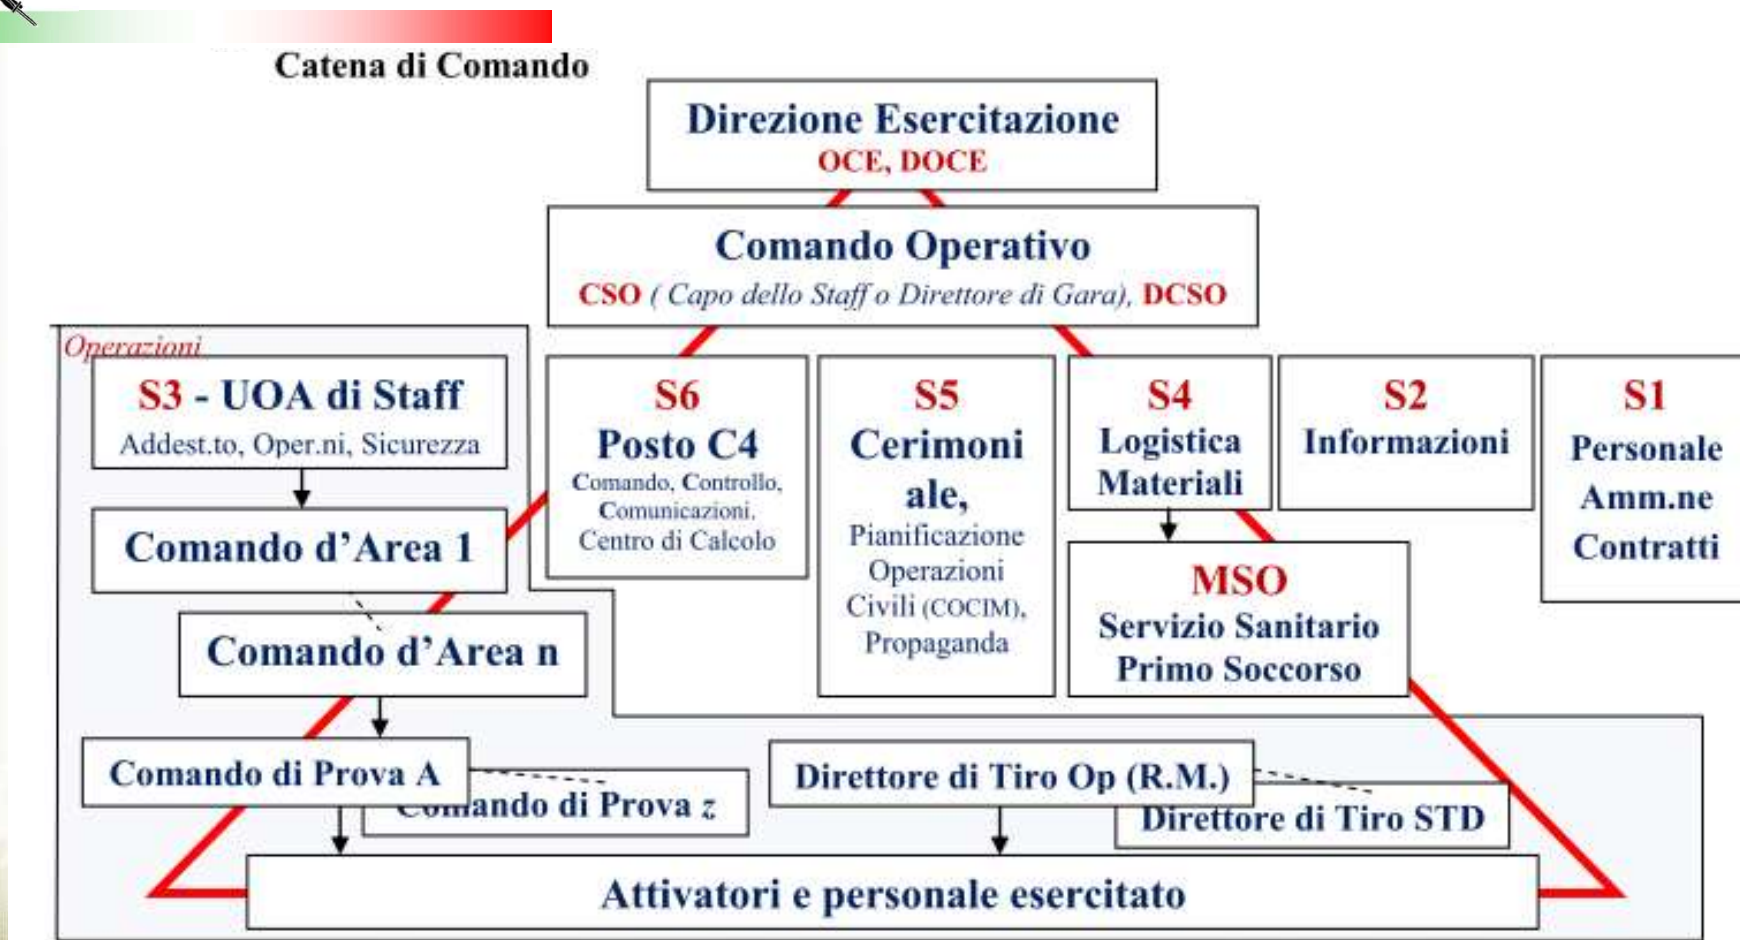 Catena di Comando
Direzione Esercitazione
OCE, DOCE
Comando Operativo
CSO ( Capo dello Staff o Direttore di Gara), DCSO
Operazioni
S3 - UOA di Staff
Addest.to, Oper.ni, Sicurezza
Comando d’Area 1
Comando d’Area n
S6
Posto C4
Comando, Controllo,
Comunicazioni.
Centro di Calcolo
S5
Cerimoni
ale,
Pianificazione
Operazioni
Civili (COCIM),
Propaganda
S4
Logistica
Materiali
MSO
Servizio Sanitario
Primo Soccorso
S2
Informazioni
S1
Personale
Amm.ne
Contratti
Comando di Prova A
Comando di Prova z
Direttore di Tiro Op (R.M.)
Direttore di Tiro STD
Attivatori e personale esercitato